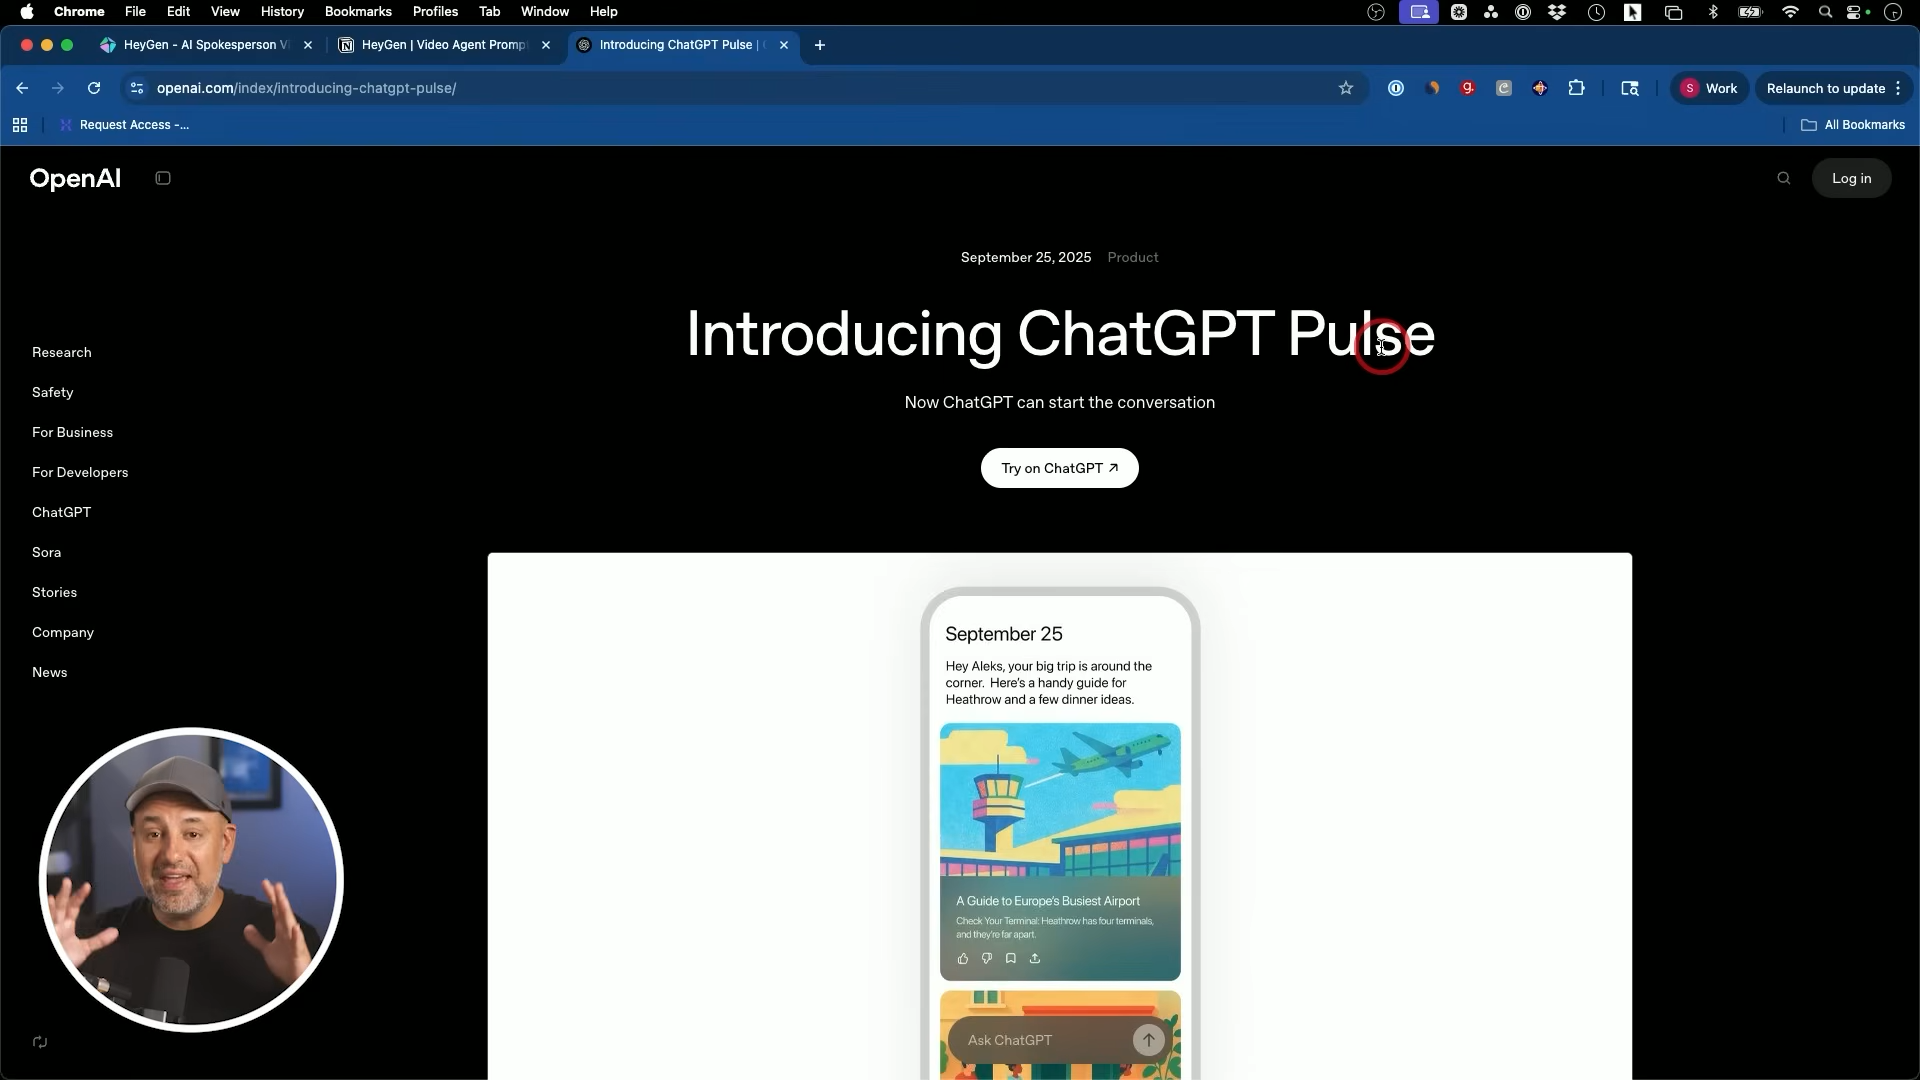 Chrome File Edit View History Bookmarks Profiles Tab Window Help
HeyGen - AI Spokesperson Vi
HeyGen | Video Agent Promp
Introducing ChatGPT Pulse |
openai.com/index/introducing-chatgpt-pulse/
S Work
Relaunch to update
Request Access -...
All Bookmarks
OpenAI
Log in
September 25, 2025 Product
Introducing ChatGPT Pulse
Now ChatGPT can start the conversation
Try on ChatGPT ↗
Research
Safety
For Business
For Developers
ChatGPT
Sora
Stories
Company
News
September 25
Hey Aleks, your big trip is around the
corner. Here's a handy guide for
Heathrow and a few dinner ideas.
A Guide to Europe's Busiest Airport
Check Your Terminal: Heathrow has four terminals,
and they're far apart.
Ask ChatGPT